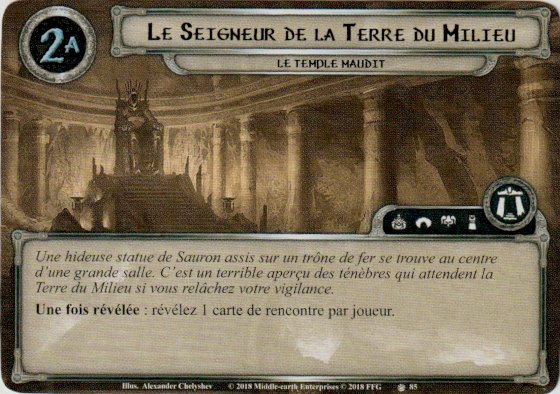 2A
LE SEIGNEUR DE LA TERRE DU MILIEU
LE TEMPLE MAUDIT
Une hideuse statue de Sauron assis sur un trône de fer se trouve au centre
d'une grande salle. C'est un terrible aperçu des ténèbres qui attendent la
Terre du Milieu si vous relâchez votre vigilance.
Une fois révélée : révélez 1 carte de rencontre par joueur.
Illus. Alexander Chelyshev © 2018 Middle-earth Enterprises © 2018 FFG 85